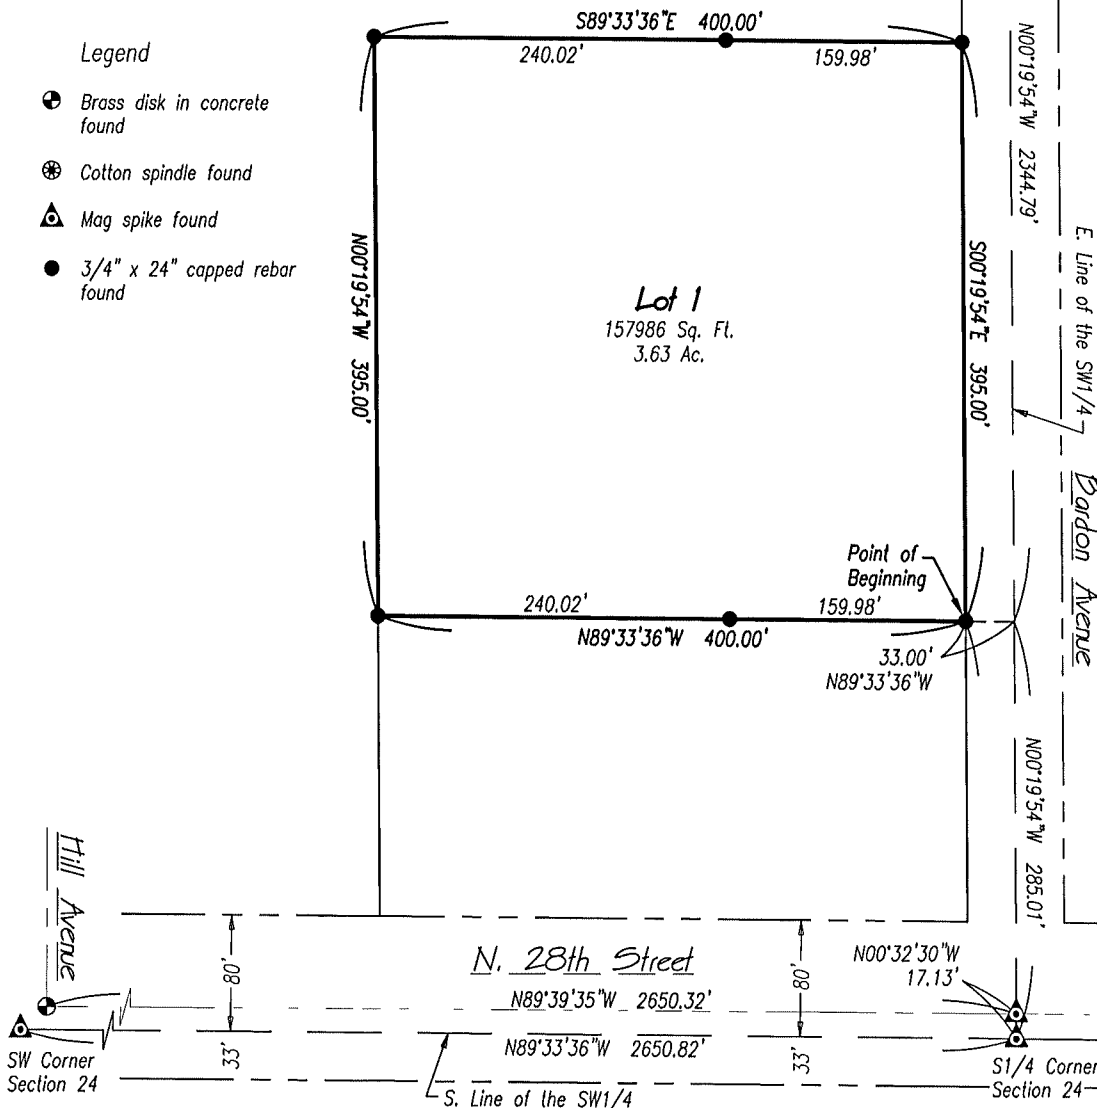 Legend
Brass disk in concrete
found
Cotton spindle found
Mag spike found
3/4" x 24" capped rebar
found
S89°33'36"E 400.00'
240.02'
159.98'
N00°19'54"W 2344.79'
E. Line of the SW1/4
N00°19'54"W 395.00'
Lot 1
157986 Sq. Ft.
3.63 Ac.
S00°19'54"E 395.00'
Bardon Avenue
Point of
Beginning
240.02'
159.98'
N89°33'36"W 400.00'
33.00'
N89°33'36"W
N00°19'54"W 285.01'
Hill Avenue
80'
80'
N. 28th Street
N00°32'30"W
17.13'
N89°39'35"W 2650.32'
N89°33'36"W 2650.82'
33'
33'
SW Corner
Section 24
S1/4 Corner
Section 24
S. Line of the SW1/4